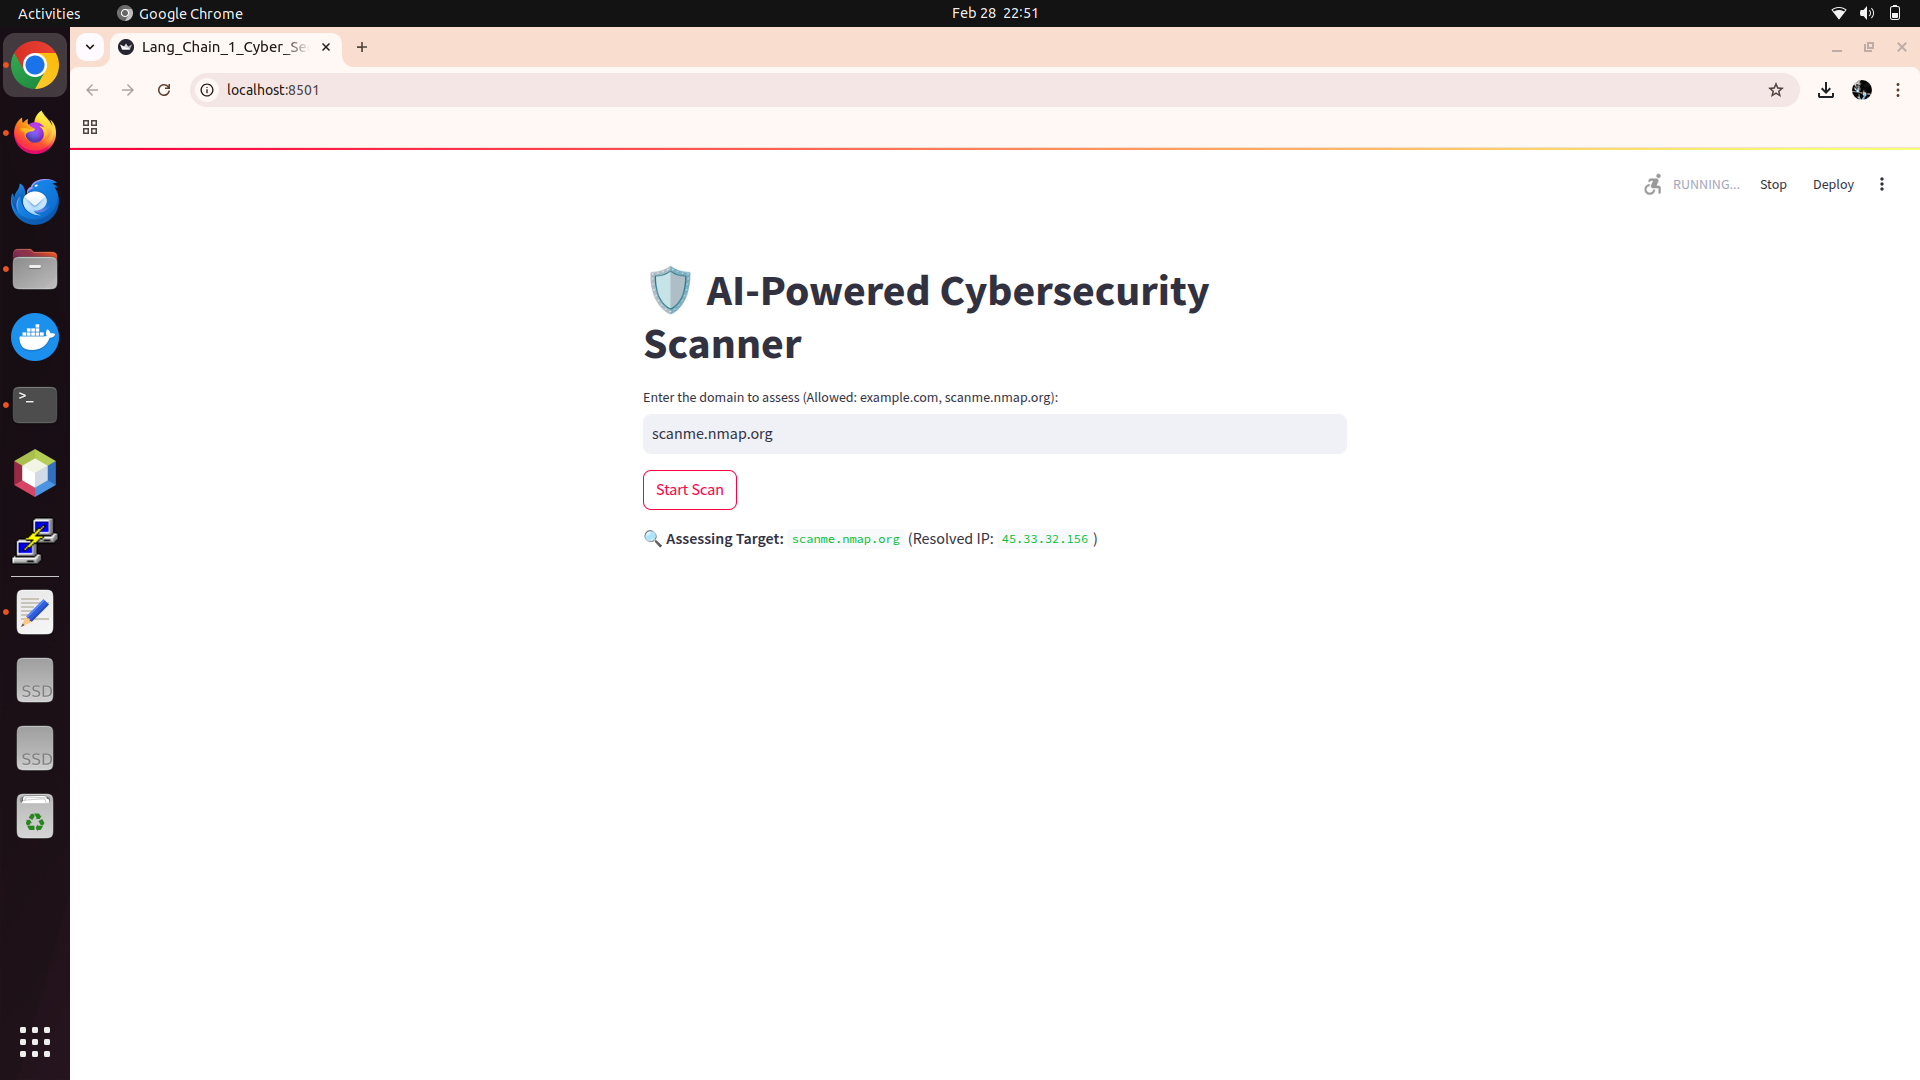 Activities
Google Chrome
Feb 28 22:51
Lang_Chain_1_Cyber_Se
localhost:8501
RUNNING...
Stop
Deploy
AI-Powered Cybersecurity
Scanner
Enter the domain to assess (Allowed: example.com, scanme.nmap.org):
scanme.nmap.org
Start Scan
Assessing Target: scanme.nmap.org (Resolved IP: 45.33.32.156 )
>_
SSD
SSD